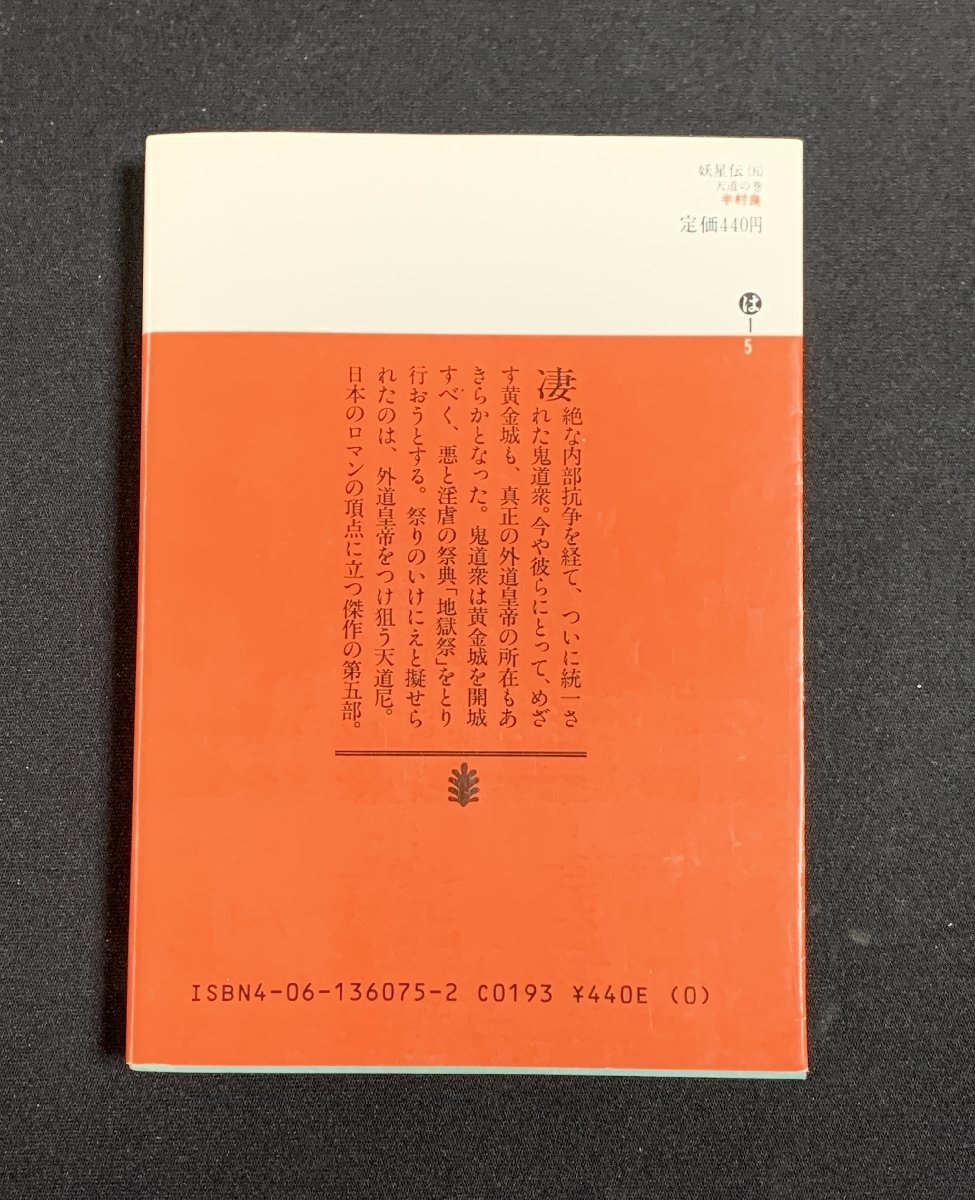 妖星伝(五)
天道の巻
半村良
定価440円
は
1
5
凄絶な内部抗争を経て、ついに統一さ
れた鬼道衆。今や彼らにとって、めざ
す黄金城も、真正の外道皇帝の所在もあ
きらかとなった。鬼道衆は黄金城を開城
すべく、悪と淫虐の祭典「地獄祭」をとり
行おうとする。祭りのいけにえと擬せら
れたのは、外道皇帝をつけ狙う天道尼。
日本のロマンの頂点に立つ傑作の第五部。
ISBN4-06-136075-2 C0193 ¥440E (0)